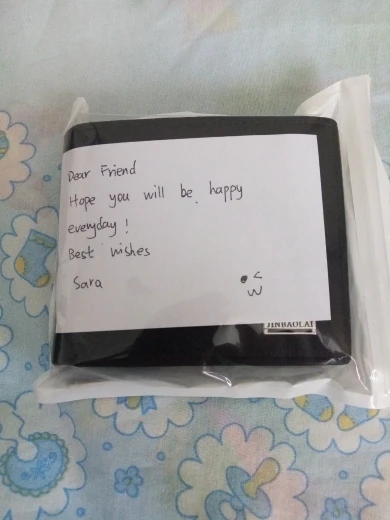 Dear Friend
Hope you will be happy
everyday!
Best wishes
Sara
JINBAOLAI